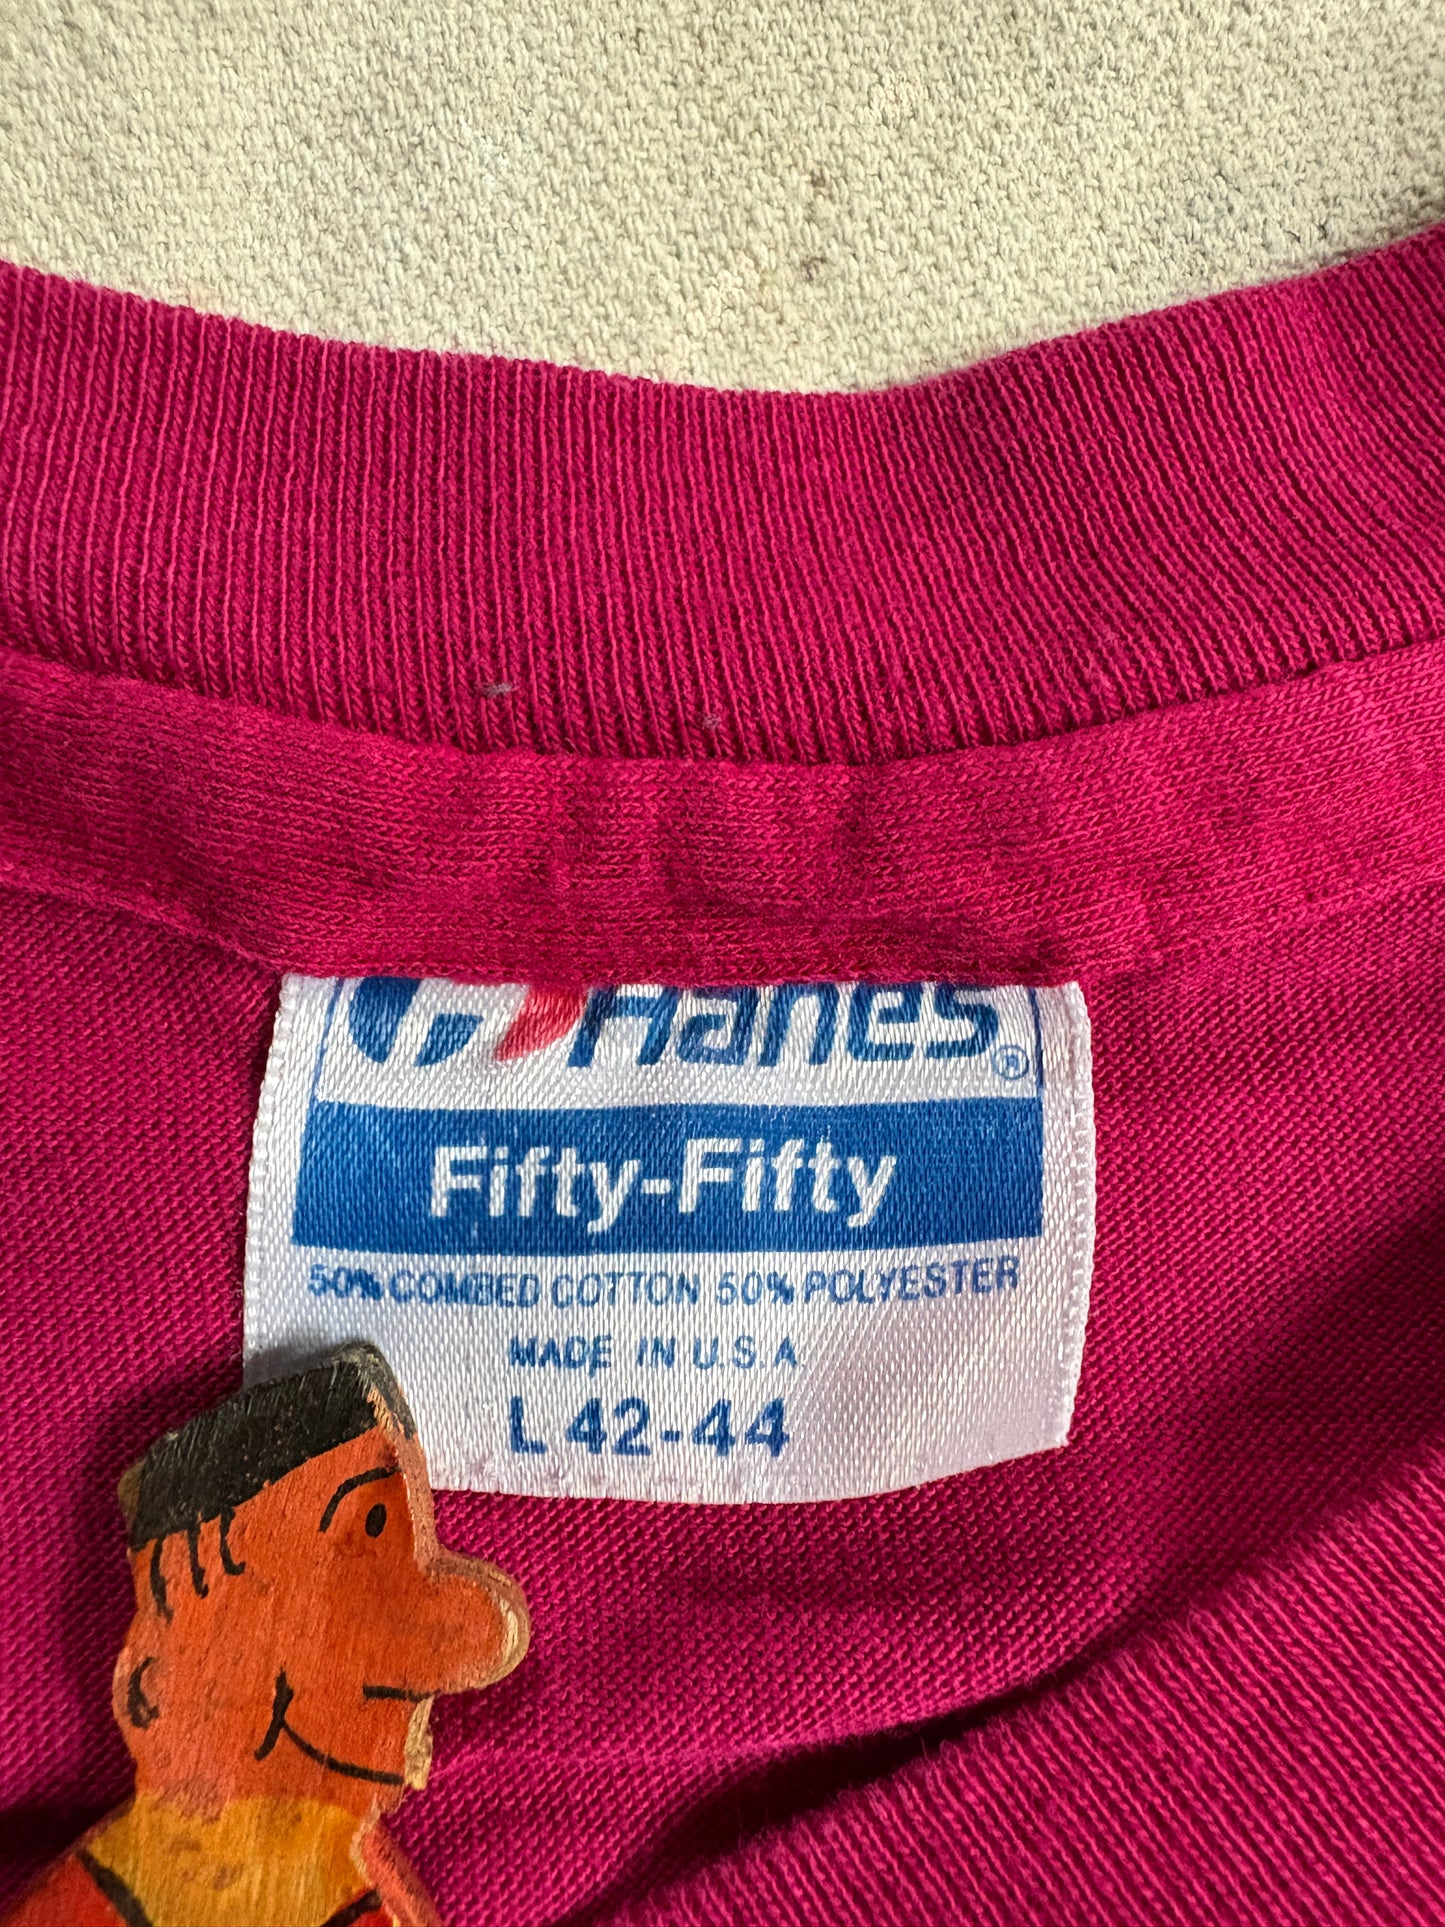 Hanes®
Fifty-Fifty
50% COMBED COTTON 50% POLYESTER
MADE IN U.S.A
L 42-44